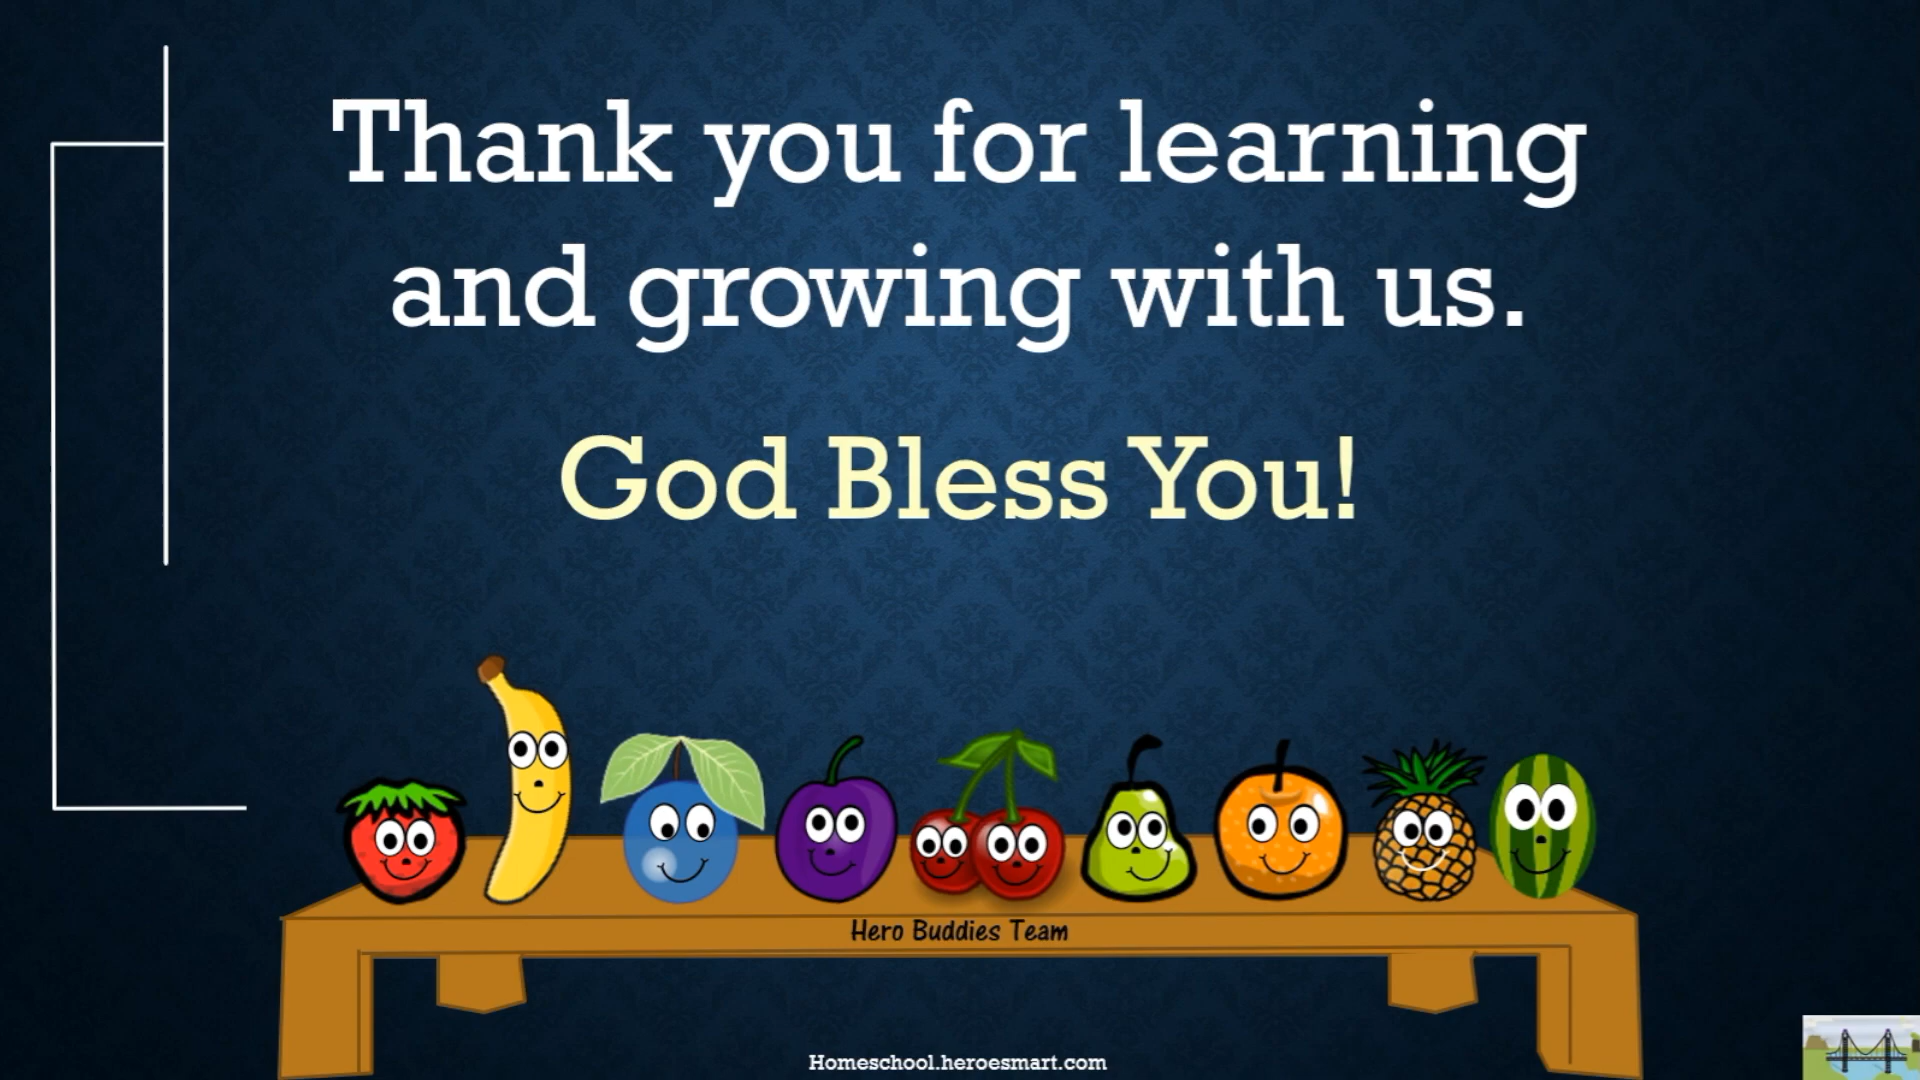 Thank you for learning
and growing with us.
God Bless You!
Hero Buddies Team
Homeschool.heroesmart.com